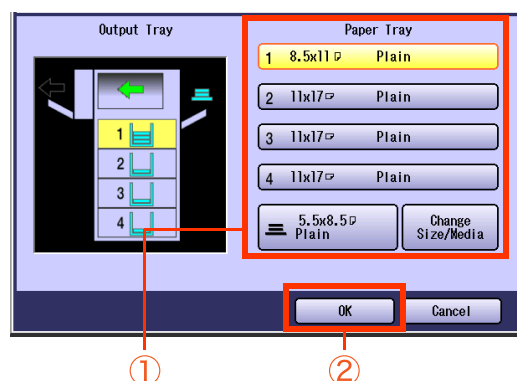 Output Tray
Paper Tray
1 8.5x11 Plain
2 11x17 Plain
3 11x17 Plain
4 11x17 Plain
5.5x8.5
Plain
Change
Size/Media
1
2
3
4
OK
Cancel
① ②